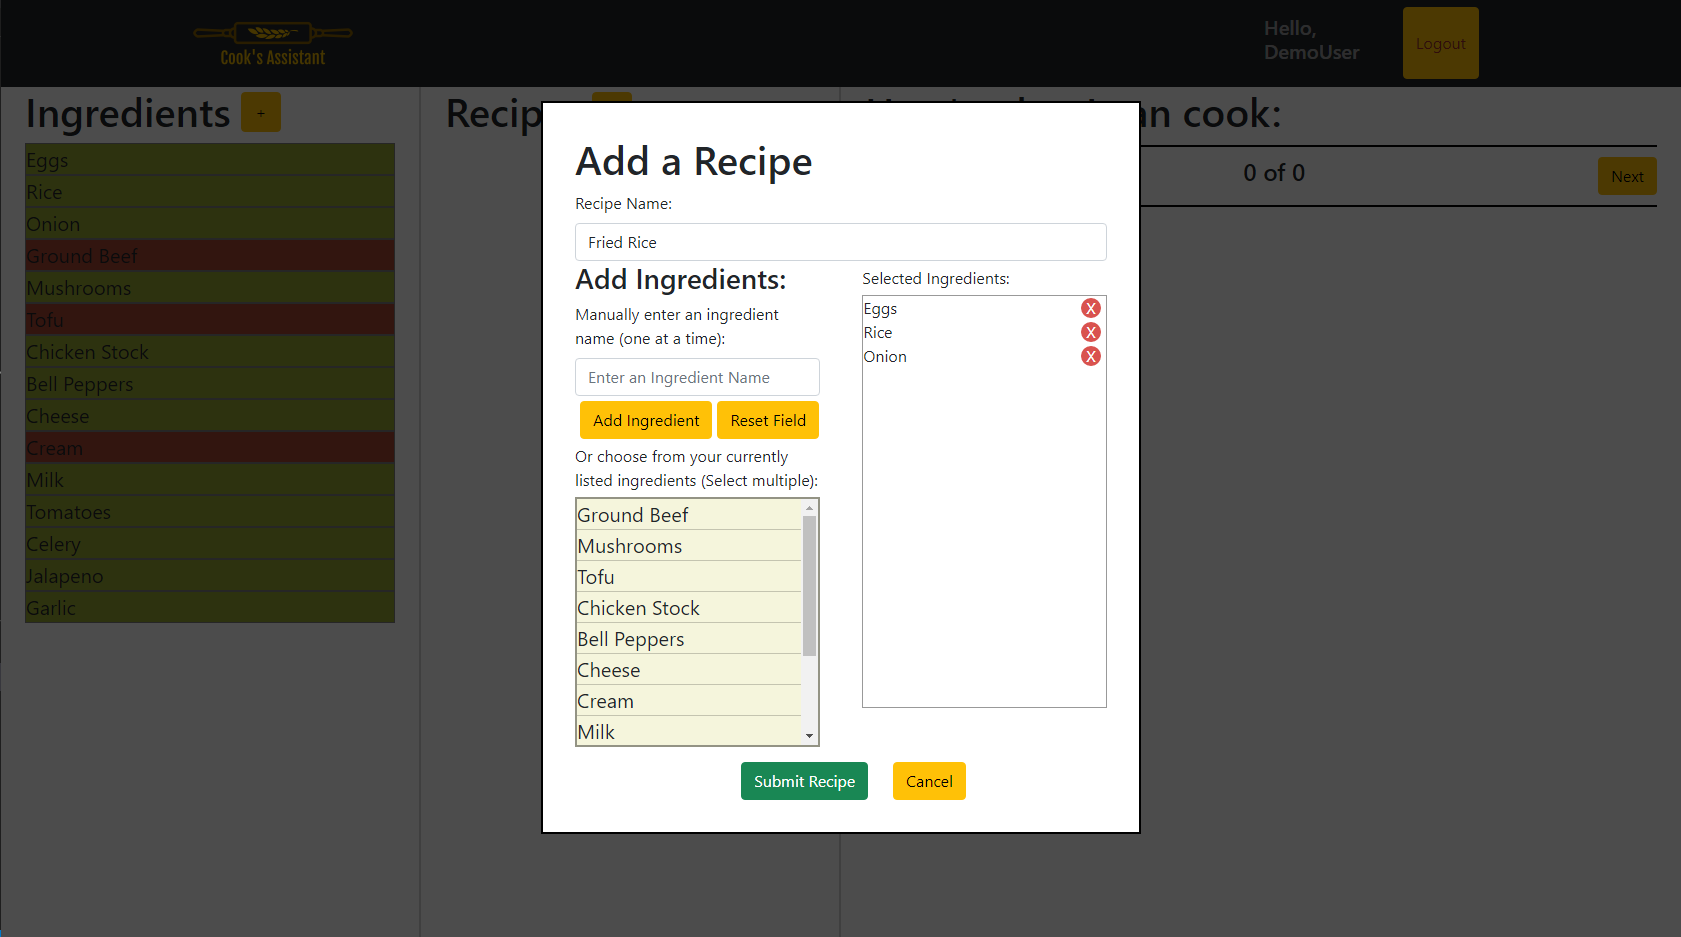 Cook's Assistant
Hello,
DemoUser
Logout
Ingredients +
Eggs
Rice
Onion
Ground Beef
Mushrooms
Tofu
Chicken Stock
Bell Peppers
Cheese
Cream
Milk
Tomatoes
Celery
Jalapeno
Garlic
Recip
an cook:
0 of 0
Next
Add a Recipe
Recipe Name:
Fried Rice
Add Ingredients:
Manually enter an ingredient
name (one at a time):
Enter an Ingredient Name
Add Ingredient Reset Field
Or choose from your currently
listed ingredients (Select multiple):
Ground Beef
Mushrooms
Tofu
Chicken Stock
Bell Peppers
Cheese
Cream
Milk
Selected Ingredients:
Eggs X
Rice X
Onion X
Submit Recipe Cancel